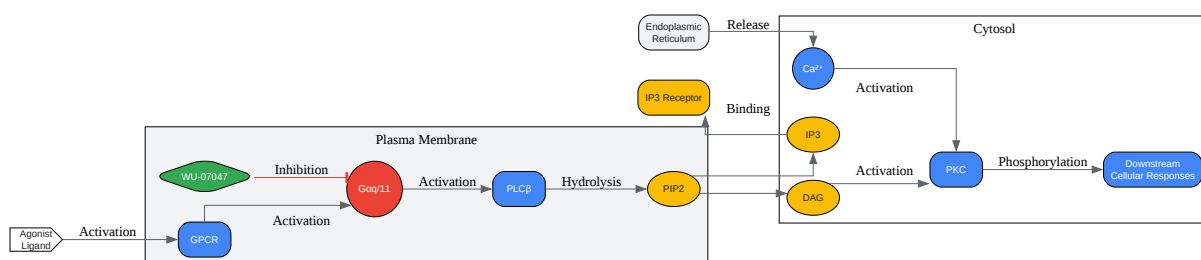 Endoplasmic
Reticulum
Release
Cytosol
Ca²⁺
Activation
IP3 Receptor
Binding
IP3
Plasma Membrane
WU-07047
Inhibition
Gαq/11
Activation
PLCβ
Hydrolysis
PIP2
DAG
Activation
PKC
Phosphorylation
Downstream
Cellular Responses
Agonist
Ligand
Activation
GPCR
Activation